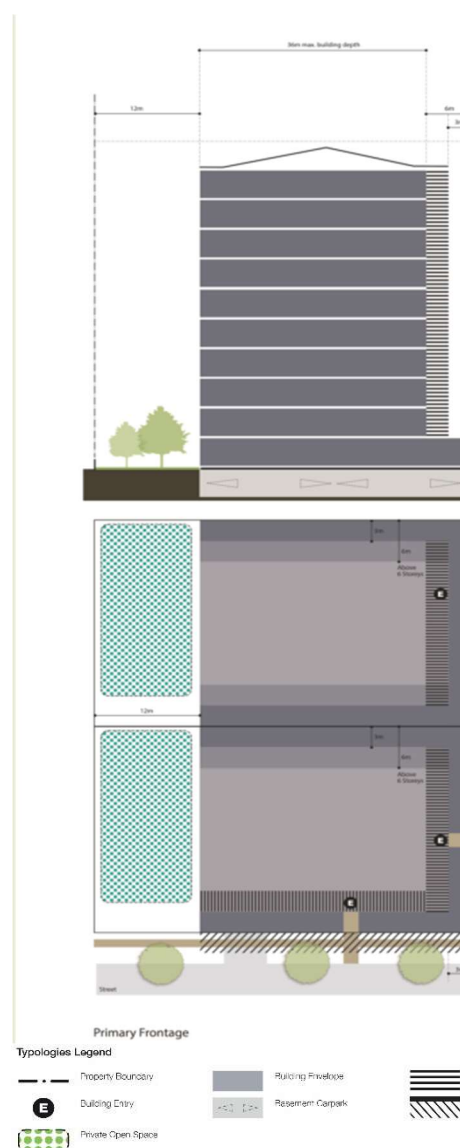 36m max. building depth
12m
6m
3m
6m
Above
6 Storeys
E
12m
3m
6m
Above
6 Storeys
E
E
Street
Primary Frontage
Typologies Legend
Property Boundary
Building Envelope
E
Building Entry
Basement Carpark
Private Open Space